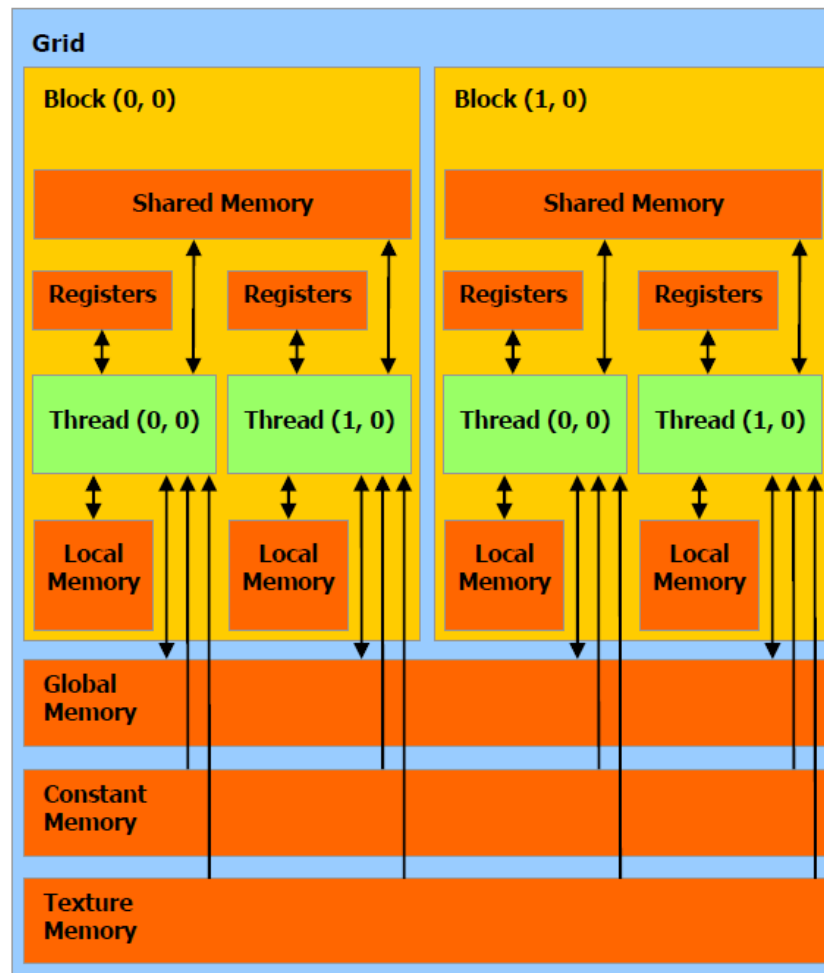 Grid
Block (0, 0)
Block (1, 0)
Shared Memory
Shared Memory
Registers
Registers
Registers
Registers
Thread (0, 0)
Thread (1, 0)
Thread (0, 0)
Thread (1, 0)
Local
Memory
Local
Memory
Local
Memory
Local
Memory
Global
Memory
Constant
Memory
Texture
Memory